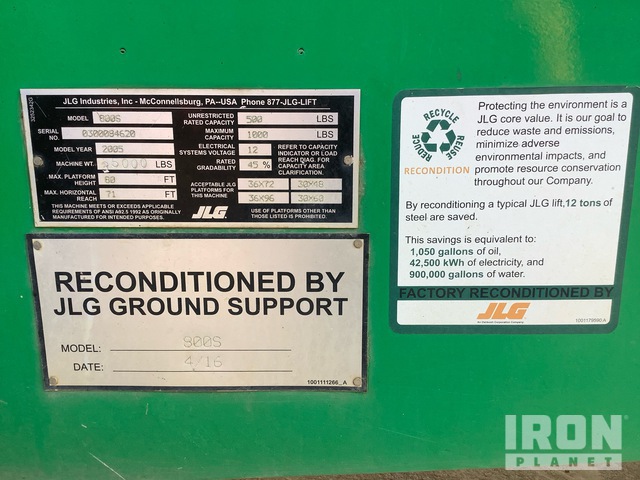 3252342G
JLG Industries, Inc - McConnellsburg, PA--USA Phone 877-JLG-LIFT
MODEL 800S
SERIAL NO. 0300084620
MODEL YEAR 2005
MACHINE WT. LBS
MAX. PLATFORM HEIGHT 80 FT
MAX. HORIZONTAL REACH 71 FT
THIS MACHINE MEETS OR EXCEEDS APPLICABLE
REQUIREMENTS OF ANSI A92.5 1992 AS ORIGINALLY
MANUFACTURED FOR INTENDED PURPOSES.
UNRESTRICTED RATED CAPACITY 500 LBS
MAXIMUM CAPACITY 1000 LBS
ELECTRICAL SYSTEMS VOLTAGE 12
RATED GRADABILITY 45 %
REFER TO CAPACITY
INDICATOR OR LOAD
REACH DIAG. FOR
CAPACITY AREA
CLARIFICATION.
ACCEPTABLE JLG
PLATFORMS FOR
THIS MACHINE
36X72 30X48
36X96 30X60
JLG
USE OF PLATFORMS OTHER THAN
THOSE LISTED IS PROHIBITED.
RECONDITIONED BY
JLG GROUND SUPPORT
MODEL: 800S
DATE: 4/16
1001111266_A
RECYCLE
REUSE
REDUCE
RECONDITION
Protecting the environment is a
JLG core value. It is our goal to
reduce waste and emissions,
minimize adverse
environmental impacts, and
promote resource conservation
throughout our Company.
By reconditioning a typical JLG lift,12 tons of
steel are saved.
This savings is equivalent to:
1,050 gallons of oil,
42,500 kWh of electricity, and
900,000 gallons of water.
FACTORY RECONDITIONED BY
JLG
An Oshkosh Corporation Company
1001179690 A
IRON
PLANET